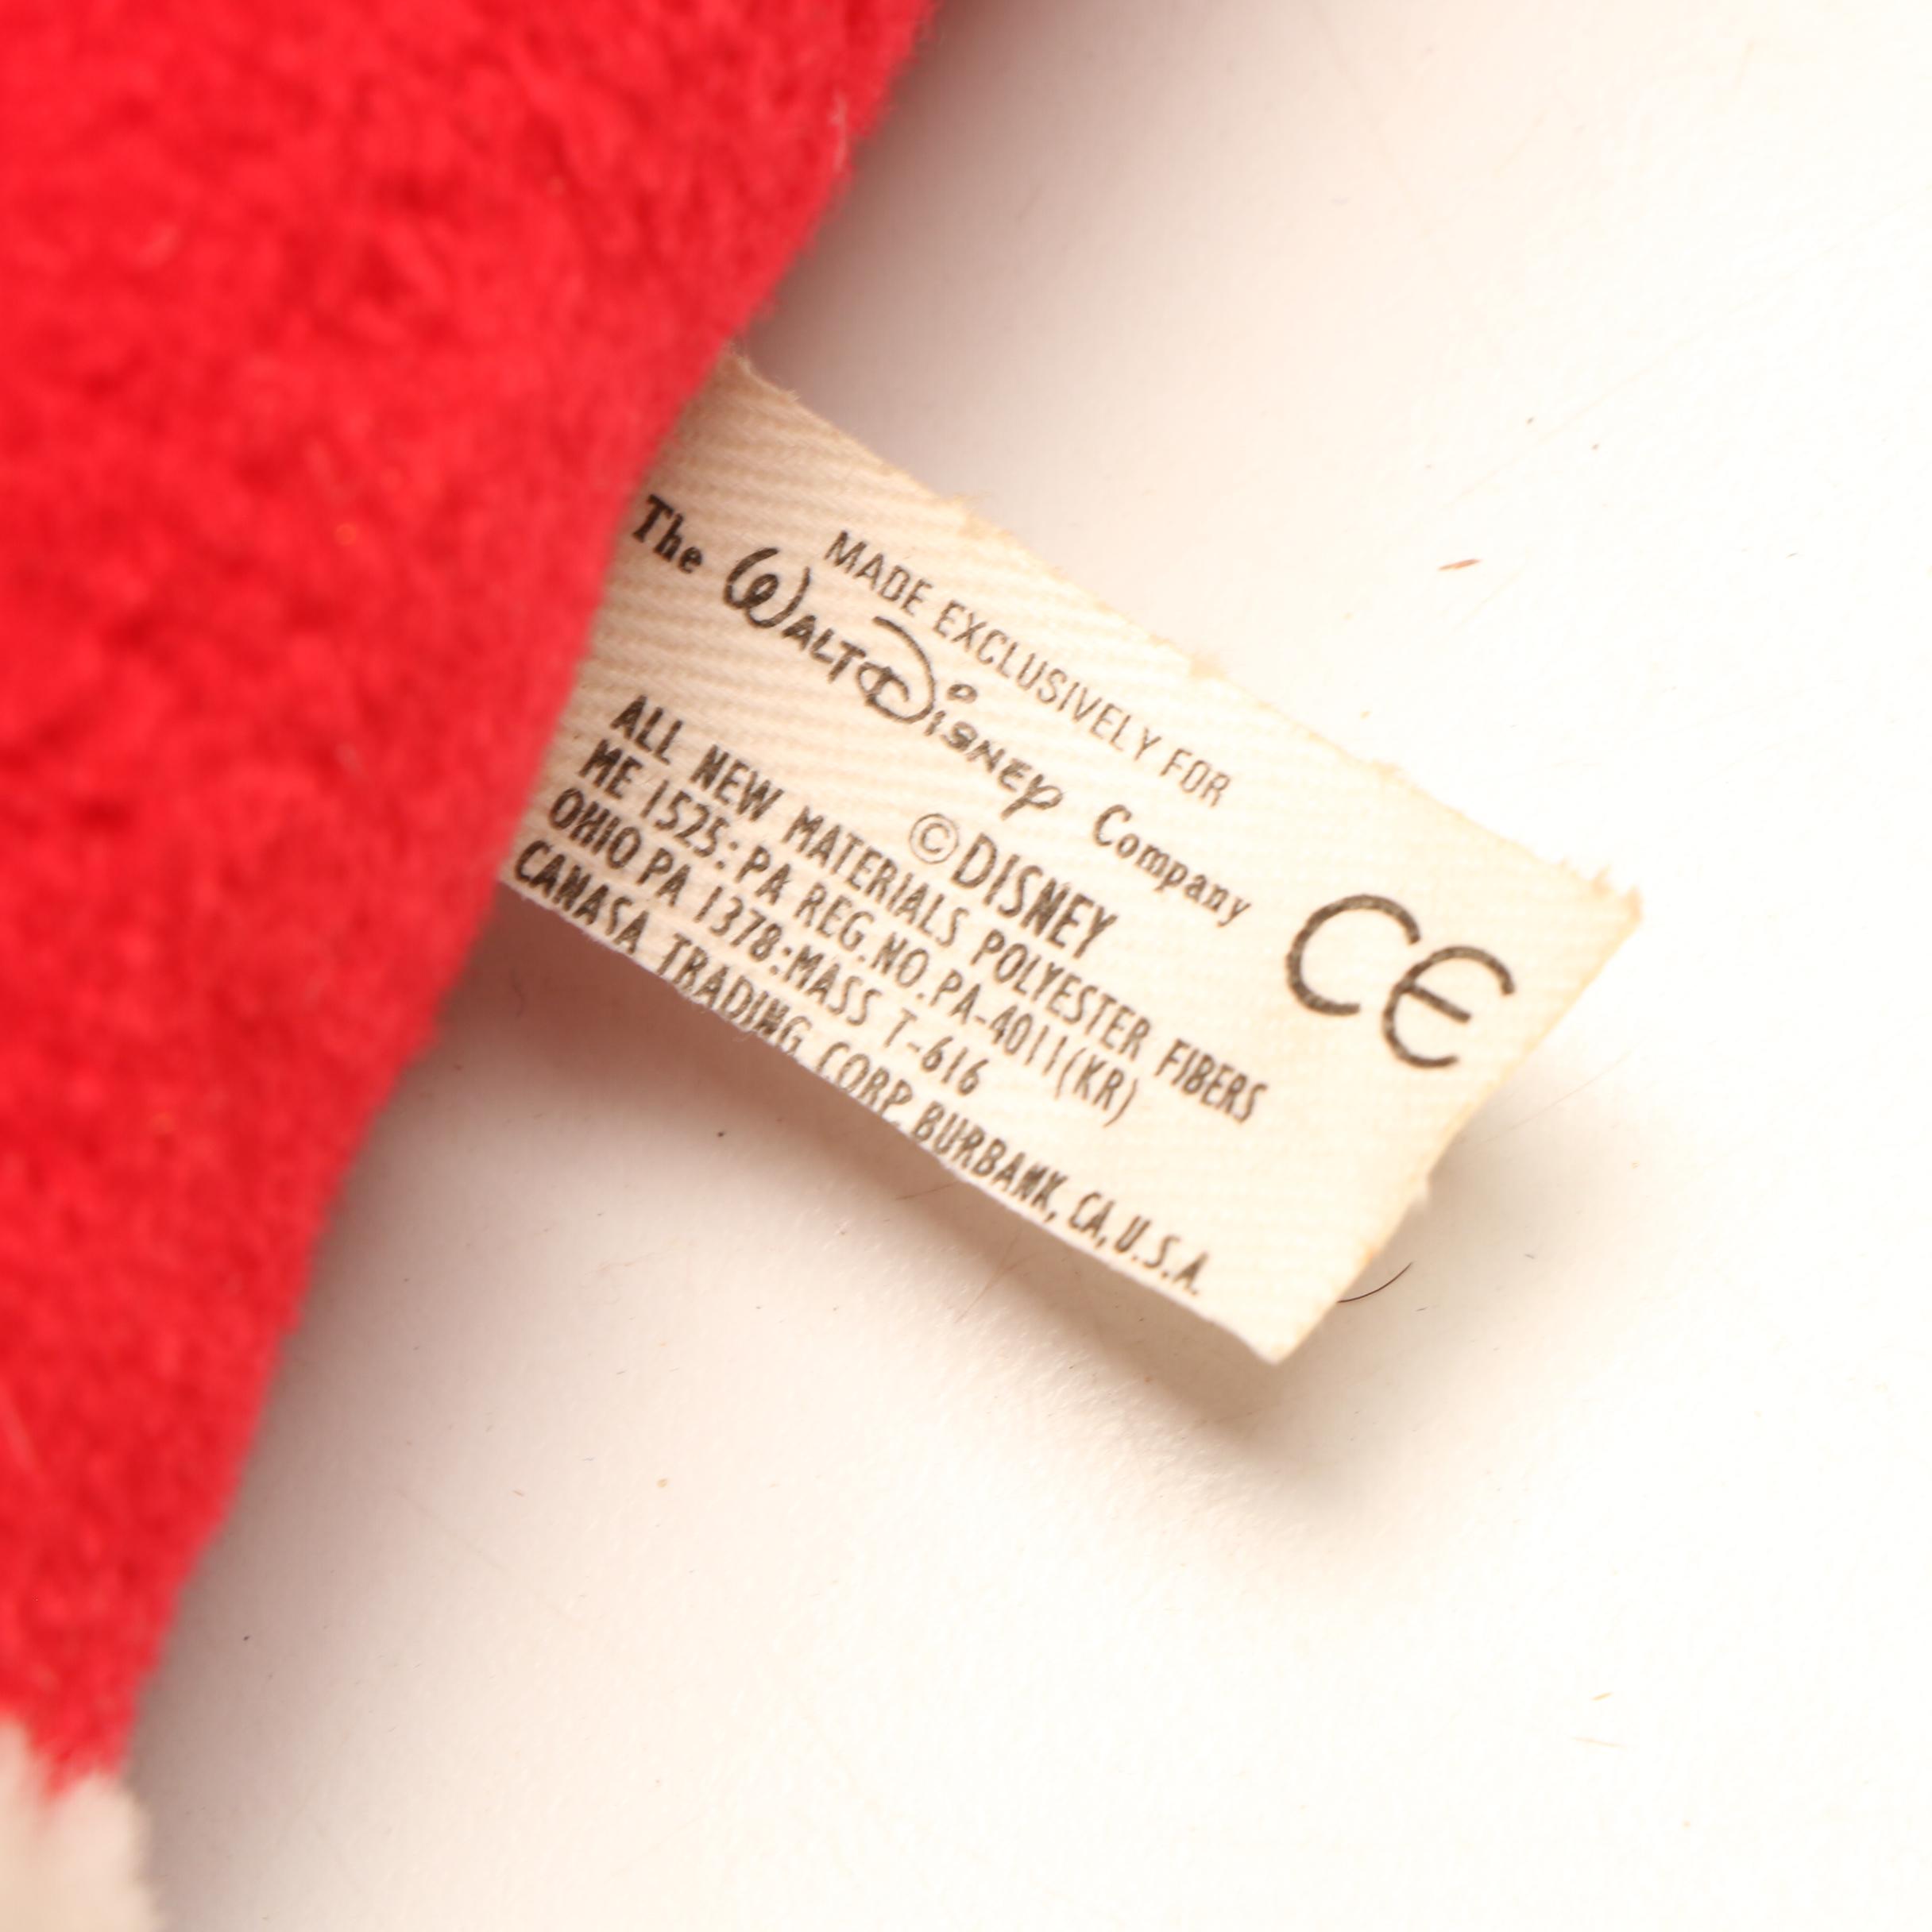 MADE EXCLUSIVELY FOR
The WALT DISNEY Company
© DISNEY
ALL NEW MATERIALS POLYESTER FIBERS
ME 1525: PA REG.NO.PA-4011(KR)
OHIO PA 1378:MASS T-616
CANASA TRADING CORP. BURBANK, CA,U.S.A.
CE